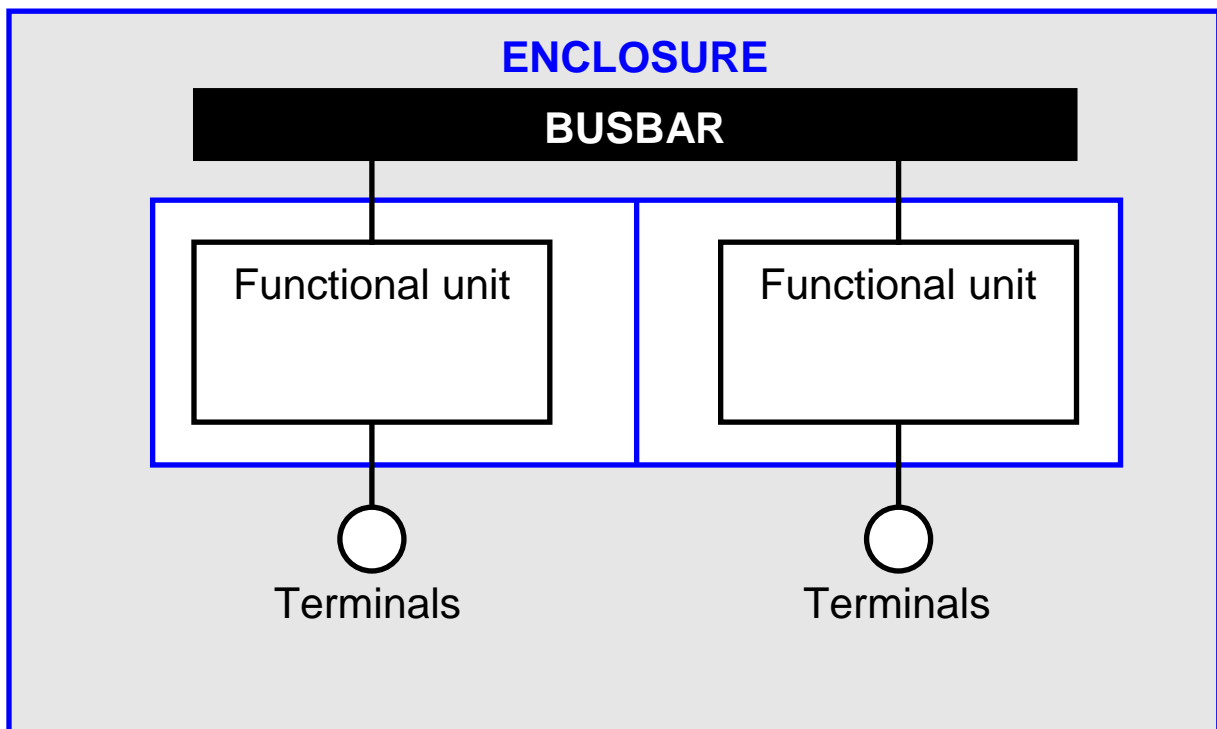 ENCLOSURE
BUSBAR
Functional unit
Functional unit
Terminals
Terminals